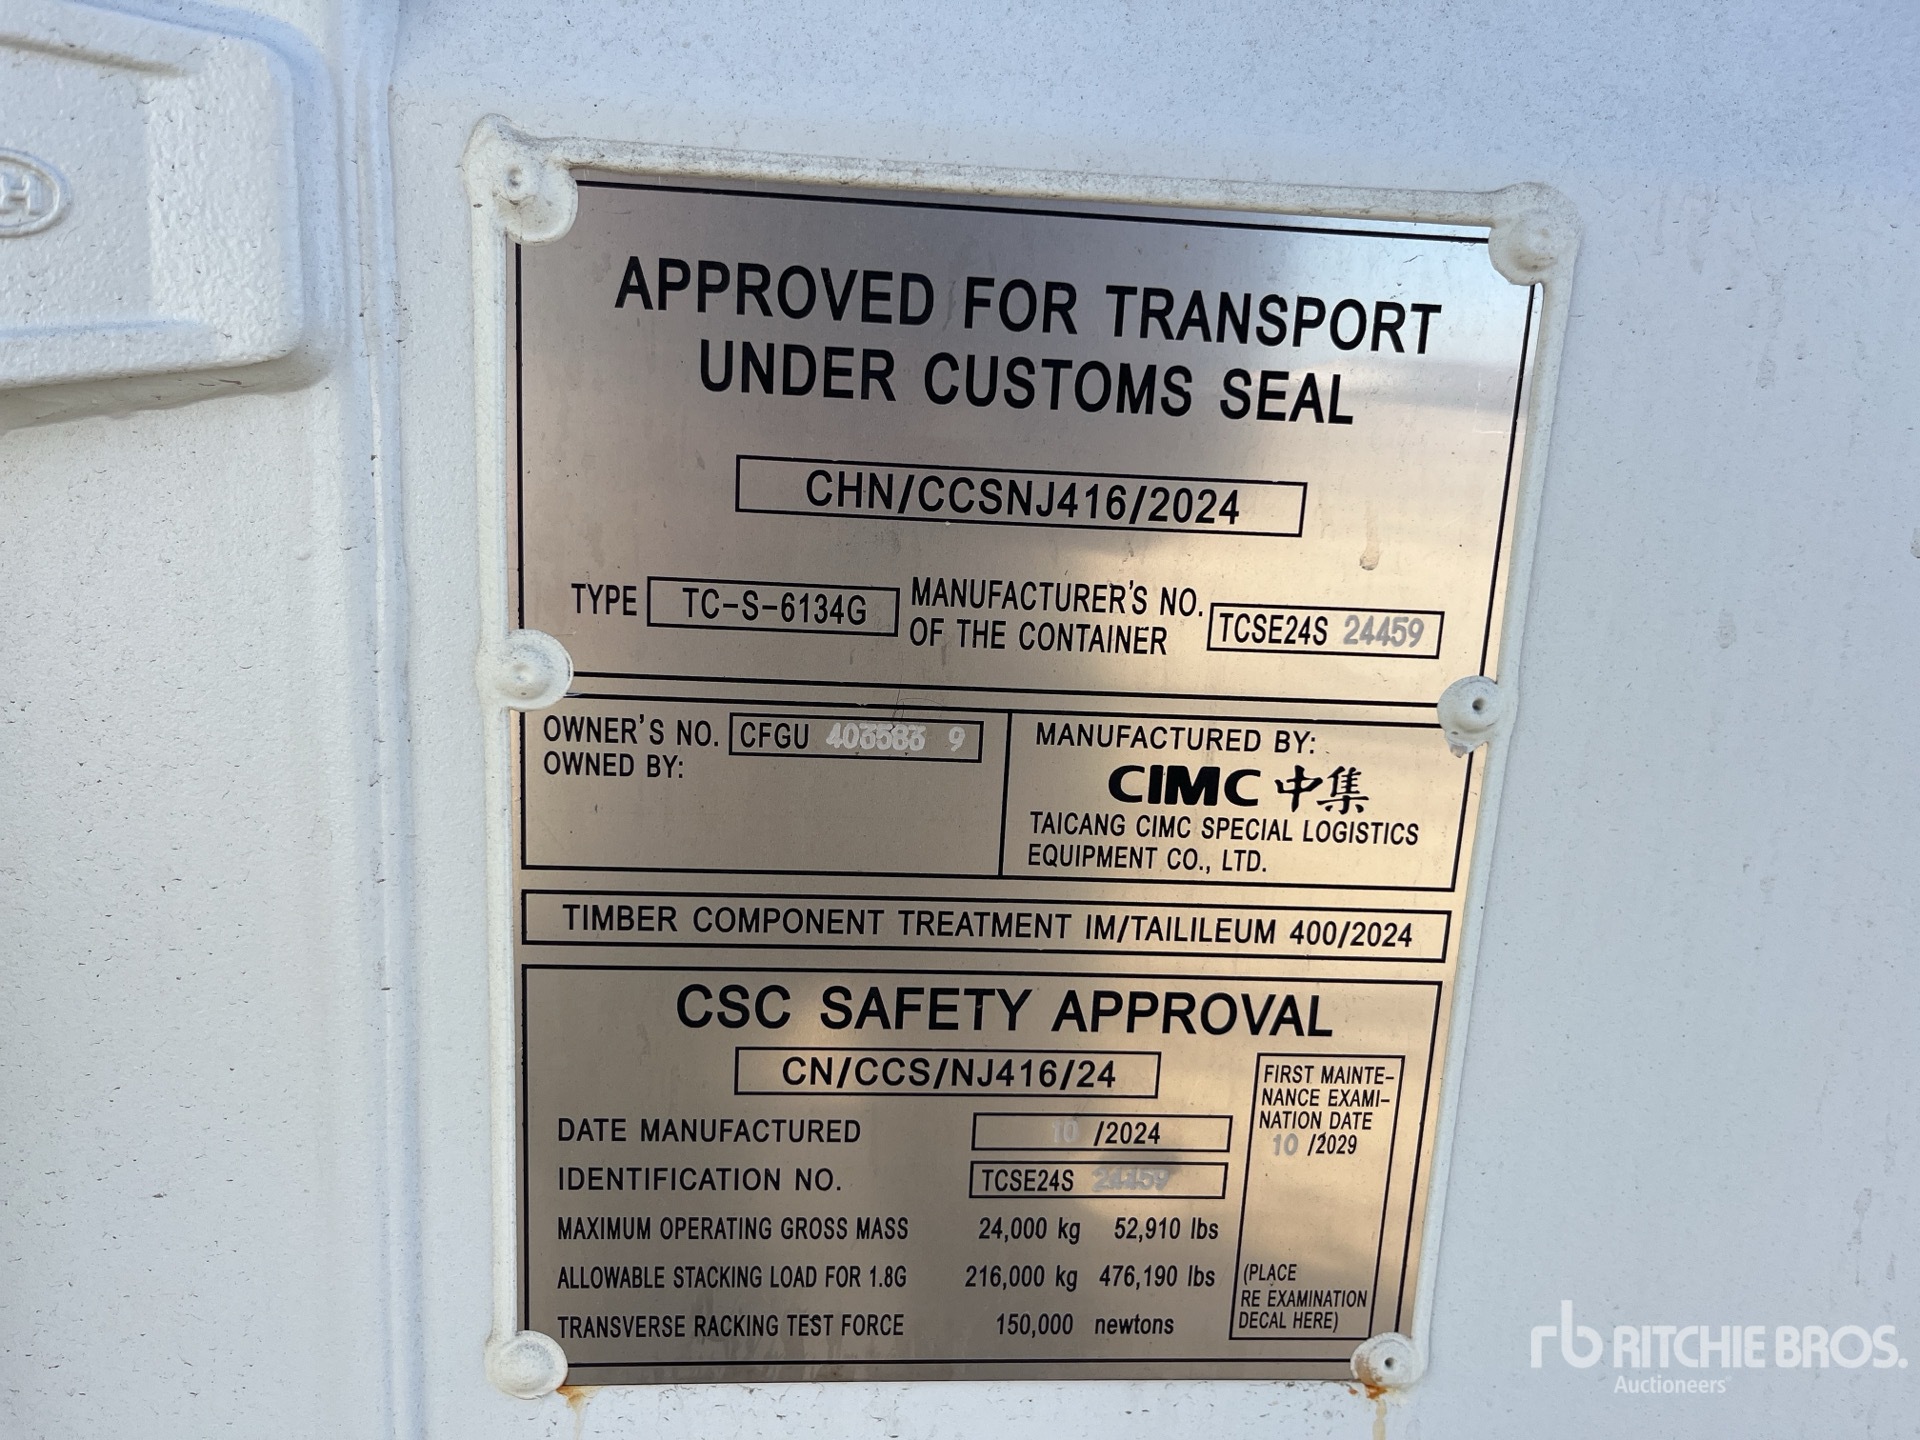 APPROVED FOR TRANSPORT
UNDER CUSTOMS SEAL
CHN/CCSNJ416/2024
TYPE TC-S-6134G MANUFACTURER'S NO. OF THE CONTAINER TCSE24S 24459
OWNER'S NO. CFGU 403583 9
OWNED BY:
MANUFACTURED BY:
CIMC 中集
TAICANG CIMC SPECIAL LOGISTICS
EQUIPMENT CO., LTD.
TIMBER COMPONENT TREATMENT IM/TAILILEUM 400/2024
CSC SAFETY APPROVAL
CN/CCS/NJ416/24
DATE MANUFACTURED 10 /2024
IDENTIFICATION NO. TCSE24S 24459
MAXIMUM OPERATING GROSS MASS 24,000 kg 52,910 lbs
ALLOWABLE STACKING LOAD FOR 1.8G 216,000 kg 476,190 lbs
TRANSVERSE RACKING TEST FORCE 150,000 newtons
FIRST MAINTE-
NANCE EXAMI-
NATION DATE
10 /2029
(PLACE
RE EXAMINATION
DECAL HERE)
rb RITCHIE BROS.
Auctioneers